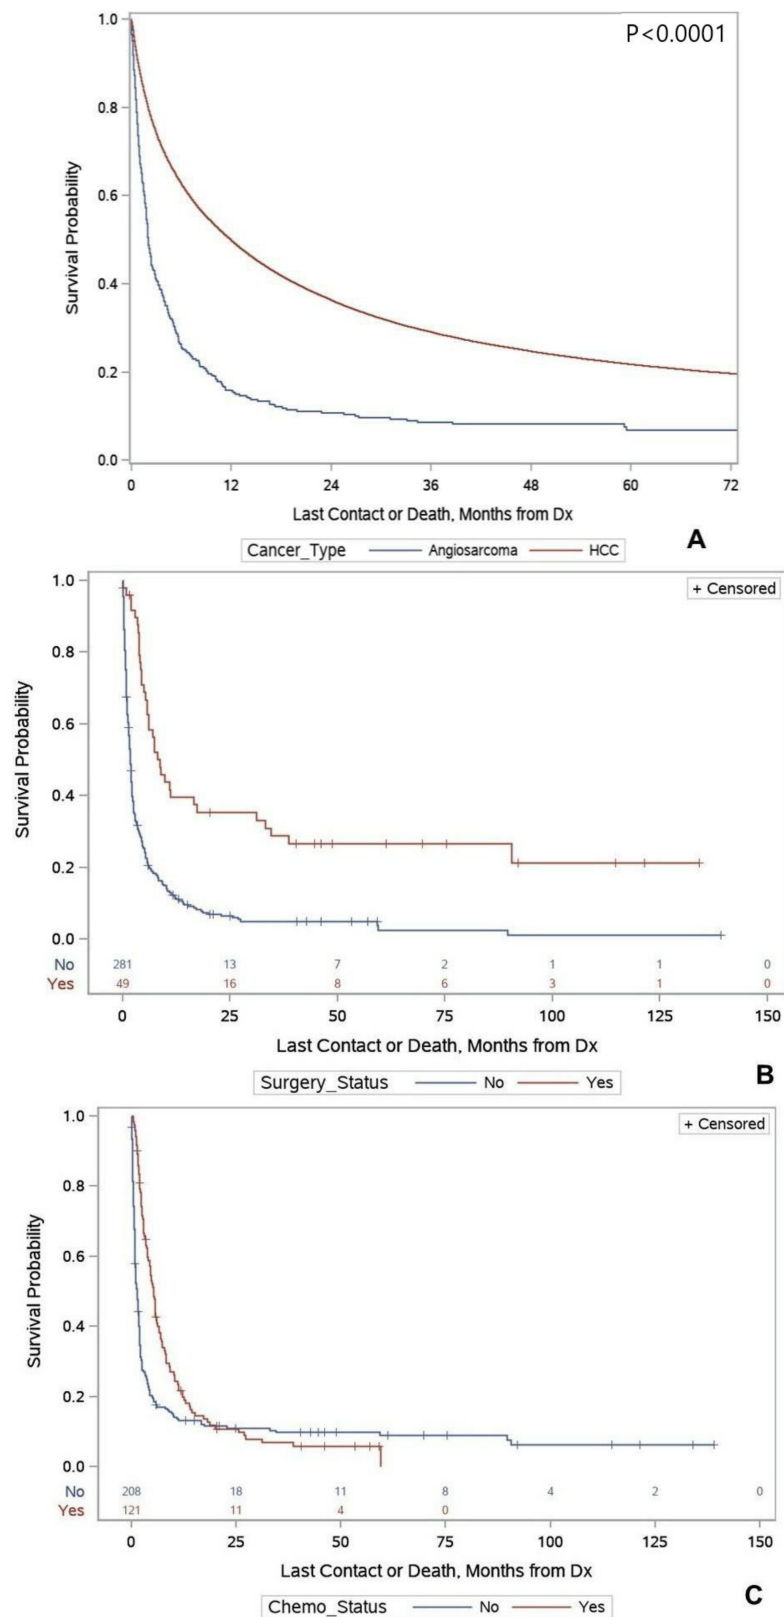 P<0.0001
1.0
0.8
0.6
0.4
0.2
0.0
Survival Probability
0 12 24 36 48 60 72
Last Contact or Death, Months from Dx
Cancer_Type Angiosarcoma HCC
A
+ Censored
1.0
0.8
0.6
0.4
0.2
0.0
Survival Probability
No 281 13 7 2 1 1 0
Yes 49 16 8 6 3 1 0
0 25 50 75 100 125 150
Last Contact or Death, Months from Dx
Surgery_Status No Yes
B
+ Censored
1.0
0.8
0.6
0.4
0.2
0.0
Survival Probability
No 208 18 11 8 4 2 0
Yes 121 11 4 0
0 25 50 75 100 125 150
Last Contact or Death, Months from Dx
Chemo_Status No Yes
C